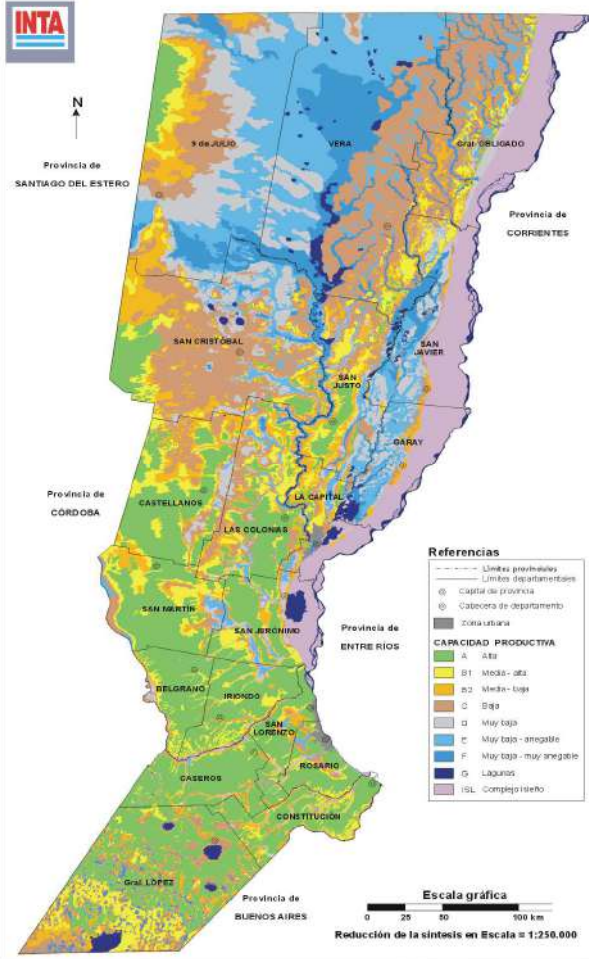 INTA
N
Provincia de
SANTIAGO DEL ESTERO
9 de JULIO
VERA
Gral. OBLIGADO
Provincia de
CORRIENTES
SAN CRISTÓBAL
SAN
JUSTO
SAN
JAVIER
GARAY
Provincia de
CÓRDOBA
CASTELLANOS
LAS COLONIAS
LA CAPITAL
SAN MARTÍN
SAN JERÓNIMO
Provincia de
ENTRE RÍOS
BELGRANO
IRIONDO
SAN
LORENZO
CASEROS
ROSARIO
CONSTITUCIÓN
Gral. LÓPEZ
Provincia de
BUENOS AIRES
Referencias
Límites provinciales
Límites departamentales
Capital de provincia
Cabecera de departamento
Zona urbana
CAPACIDAD PRODUCTIVA
A Alta
B1 Media - alta
B2 Media - baja
C Baja
D Muy baja
E Muy baja - anegable
F Muy baja - muy anegable
G Lagunas
ISL Complejo isleño
Escala gráfica
0 25 50 100 km
Reducción de la síntesis en Escala = 1:250.000